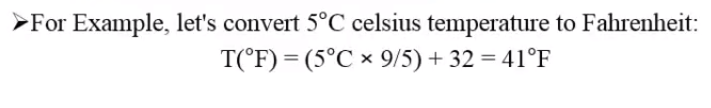 ➢For Example, let's convert 5°C celsius temperature to Fahrenheit:
T(°F) = (5°C × 9/5) + 32 = 41°F